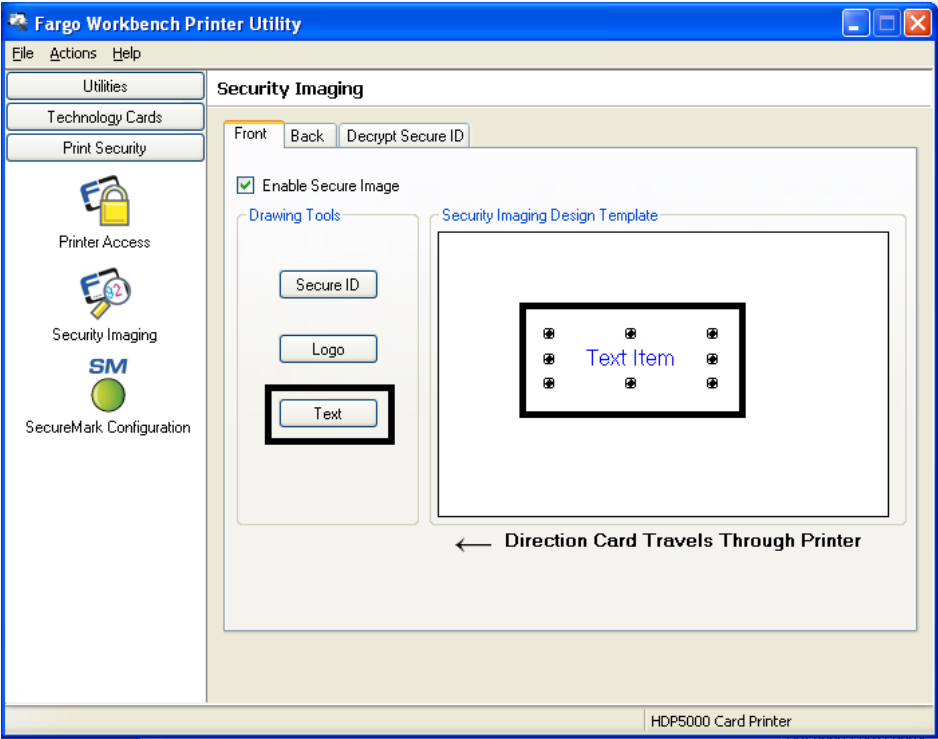 Fargo Workbench Printer Utility
File Actions Help
Utilities
Technology Cards
Print Security
Printer Access
Security Imaging
SM
SecureMark Configuration
Security Imaging
Front Back Decrypt Secure ID
Enable Secure Image
Drawing Tools
Secure ID
Logo
Text
Security Imaging Design Template
Text Item
← Direction Card Travels Through Printer
HDP5000 Card Printer